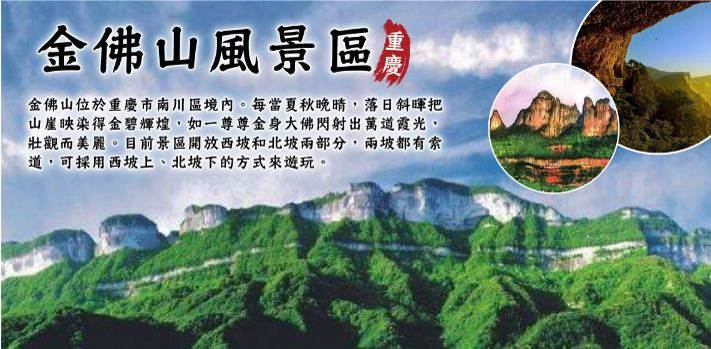 金佛山風景區
重慶
金佛山位於重慶市南川區境內。每當夏秋晚晴，落日斜暉把
山崖映染得金碧輝煌，如一尊尊金身大佛閃射出萬道霞光，
壯觀而美麗。目前景區開放西坡和北坡兩部分，兩坡都有索
道，可採用西坡上、北坡下的方式來遊玩。